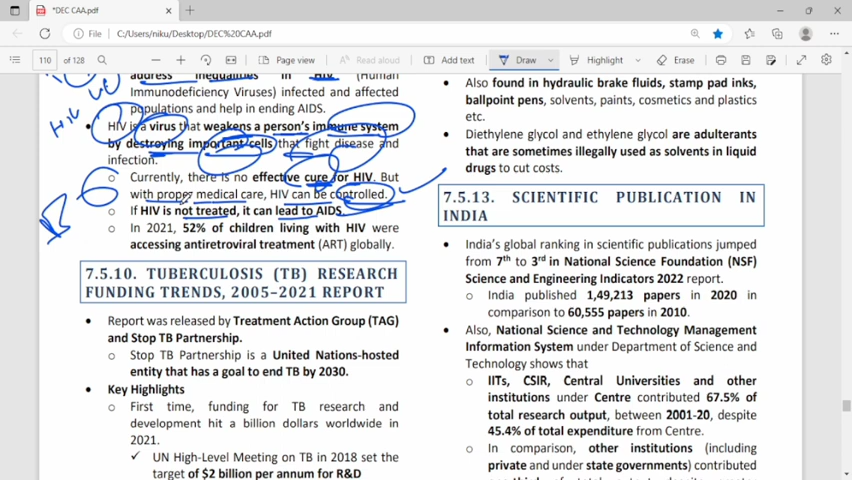 *DEC CAA.pdf
File
C:/Users/niku/Desktop/DEC%20CAA.pdf
110 of 128
Page view
Read aloud
Add text
Draw
Highlight
Erase
address inequalities in HIV (Human
Immunodeficiency Viruses) infected and affected
populations and help in ending AIDS.
HIV
• HIV is a virus that weakens a person's immune system
by destroying important cells that fight disease and
infection.
o Currently, there is no effective cure for HIV. But
with proper medical care, HIV can be controlled.
o If HIV is not treated, it can lead to AIDS.
o In 2021, 52% of children living with HIV were
accessing antiretroviral treatment (ART) globally.
7.5.10. TUBERCULOSIS (TB) RESEARCH
FUNDING TRENDS, 2005–2021 REPORT
• Report was released by Treatment Action Group (TAG)
and Stop TB Partnership.
o Stop TB Partnership is a United Nations-hosted
entity that has a goal to end TB by 2030.
• Key Highlights
o First time, funding for TB research and
development hit a billion dollars worldwide in
2021.
✓ UN High-Level Meeting on TB in 2018 set the
target of $2 billion per annum for R&D
• Also found in hydraulic brake fluids, stamp pad inks,
ballpoint pens, solvents, paints, cosmetics and plastics
etc.
• Diethylene glycol and ethylene glycol are adulterants
that are sometimes illegally used as solvents in liquid
drugs to cut costs.
7.5.13. SCIENTIFIC PUBLICATION IN
INDIA
• India's global ranking in scientific publications jumped
from 7th to 3rd in National Science Foundation (NSF)
Science and Engineering Indicators 2022 report.
o India published 1,49,213 papers in 2020 in
comparison to 60,555 papers in 2010.
• Also, National Science and Technology Management
Information System under Department of Science and
Technology shows that
o IITs, CSIR, Central Universities and other
institutions under Centre contributed 67.5% of
total research output, between 2001-20, despite
45.4% of total expenditure from Centre.
o In comparison, other institutions (including
private and under state governments) contributed